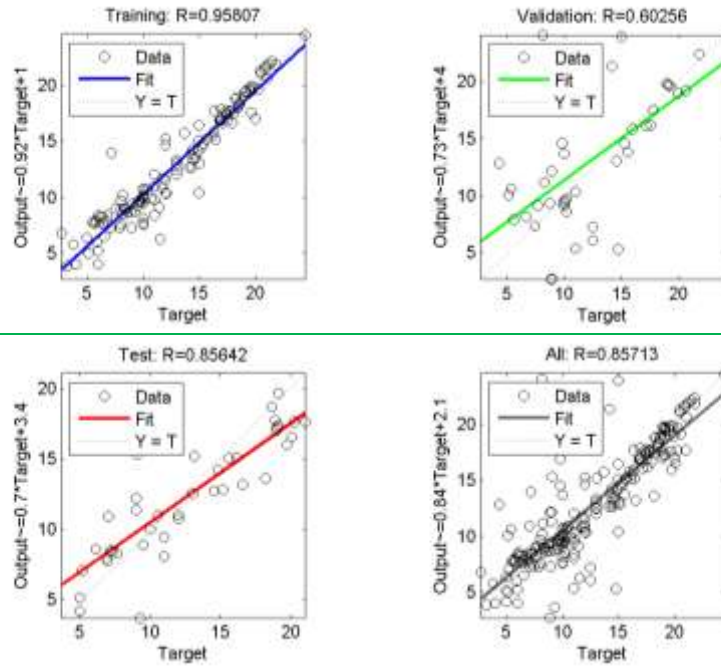 Training: R=0.95807
Output~=0.92*Target+1
Data
Fit
Y = T
20
15
10
5
5 10 15 20
Target
Validation: R=0.60256
Output~=0.73*Target+4
Data
Fit
Y = T
20
15
10
5
5 10 15 20
Target
Test: R=0.85642
Output~=0.7*Target+3.4
Data
Fit
Y = T
20
15
10
5
5 10 15 20
Target
All: R=0.85713
Output~=0.84*Target+2.1
Data
Fit
Y = T
20
15
10
5
5 10 15 20
Target